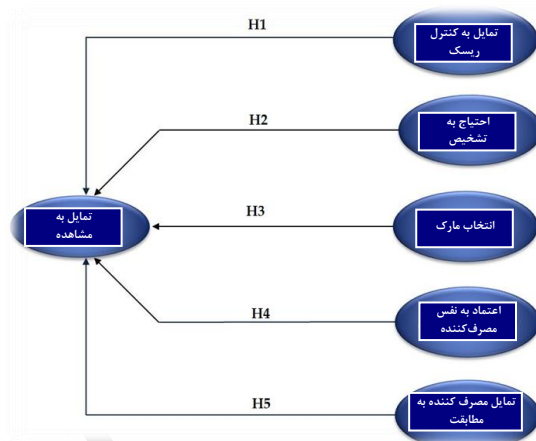 H1
تمایل به کنترل
ریسک
H2
احتیاج به
تشخیص
H3
انتخاب مارک
تمایل به
مشاهده
H4
اعتماد به نفس
مصرف‌کننده
H5
تمایل مصرف کننده به
مطابقت